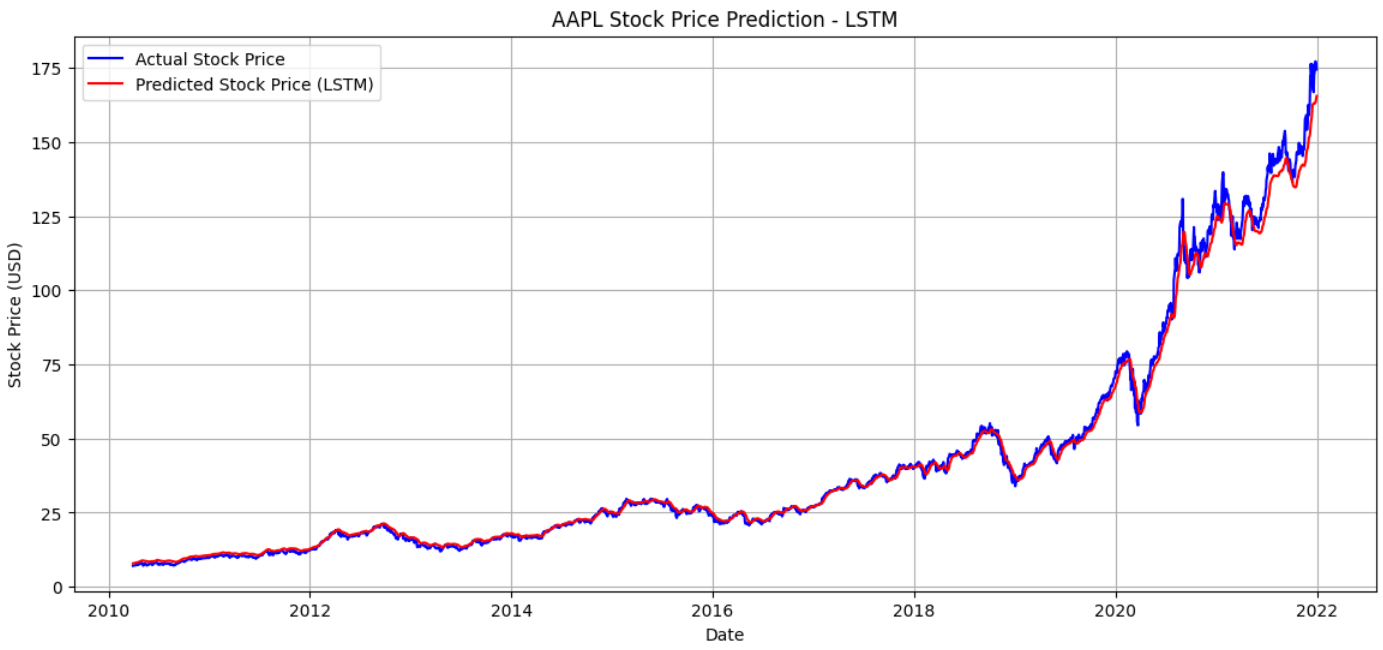 AAPL Stock Price Prediction - LSTM
Actual Stock Price
Predicted Stock Price (LSTM)
175
150
125
100
75
50
25
0
Stock Price (USD)
2010 2012 2014 2016 2018 2020 2022
Date